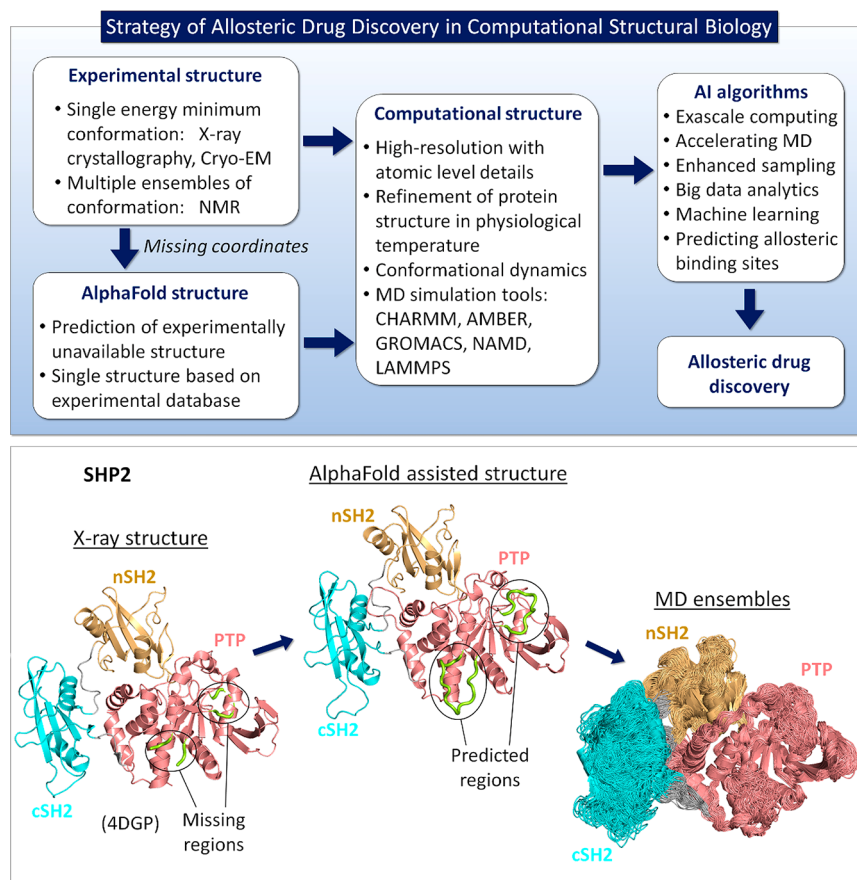 Strategy of Allosteric Drug Discovery in Computational Structural Biology
Experimental structure
• Single energy minimum
conformation: X-ray
crystallography, Cryo-EM
• Multiple ensembles of
conformation: NMR
Missing coordinates
AlphaFold structure
• Prediction of experimentally
unavailable structure
• Single structure based on
experimental database
Computational structure
• High-resolution with
atomic level details
• Refinement of protein
structure in physiological
temperature
• Conformational dynamics
• MD simulation tools:
CHARMM, AMBER,
GROMACS, NAMD,
LAMMPS
AI algorithms
• Exascale computing
• Accelerating MD
• Enhanced sampling
• Big data analytics
• Machine learning
• Predicting allosteric
binding sites
Allosteric drug
discovery
SHP2
X-ray structure
nSH2
PTP
cSH2
(4DGP)
Missing
regions
AlphaFold assisted structure
nSH2
PTP
cSH2
Predicted
regions
MD ensembles
nSH2
PTP
cSH2